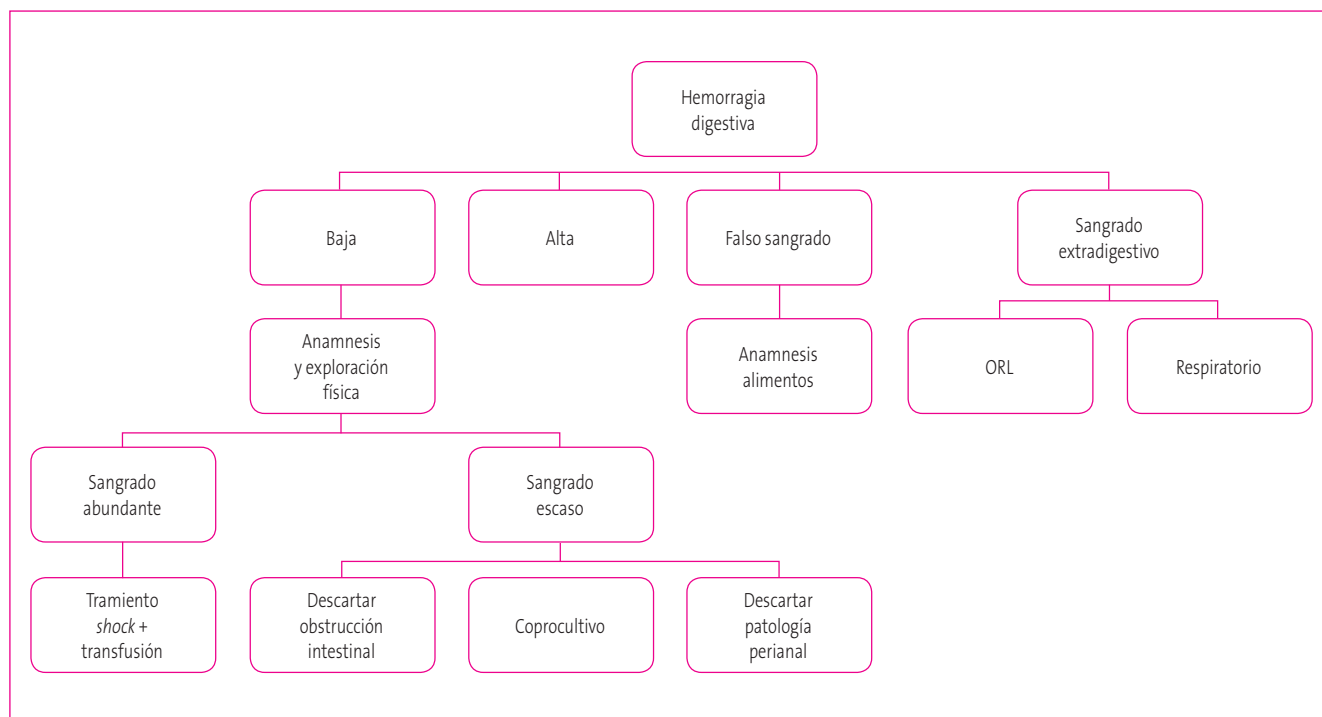 Hemorragia
digestiva
Baja
Alta
Falso sangrado
Sangrado
extradigestivo
Anamnesis
y exploración
física
Anamnesis
alimentos
ORL
Respiratorio
Sangrado
abundante
Sangrado
escaso
Tramiento
shock +
transfusión
Descartar
obstrucción
intestinal
Coprocultivo
Descartar
patología
perianal